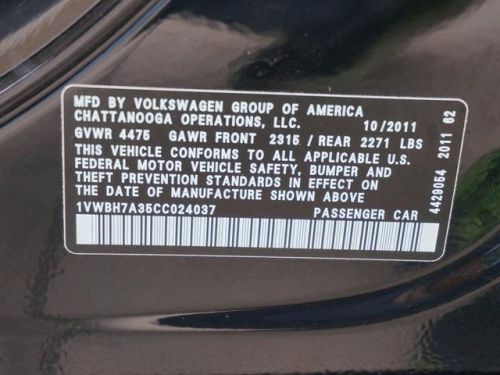 MFD BY VOLKSWAGEN GROUP OF AMERICA
CHATTANOOGA OPERATIONS, LLC. 10/2011
GVWR 4475 GAWR FRONT 2315 / REAR 2271 LBS
THIS VEHICLE CONFORMS TO ALL APPLICABLE U.S.
FEDERAL MOTOR VEHICLE SAFETY, BUMPER AND
THEFT PREVENTION STANDARDS IN EFFECT ON
THE DATE OF MANUFACTURE SHOWN ABOVE
1VWBH7A35CC024037 PASSENGER CAR
4429054 2011 62